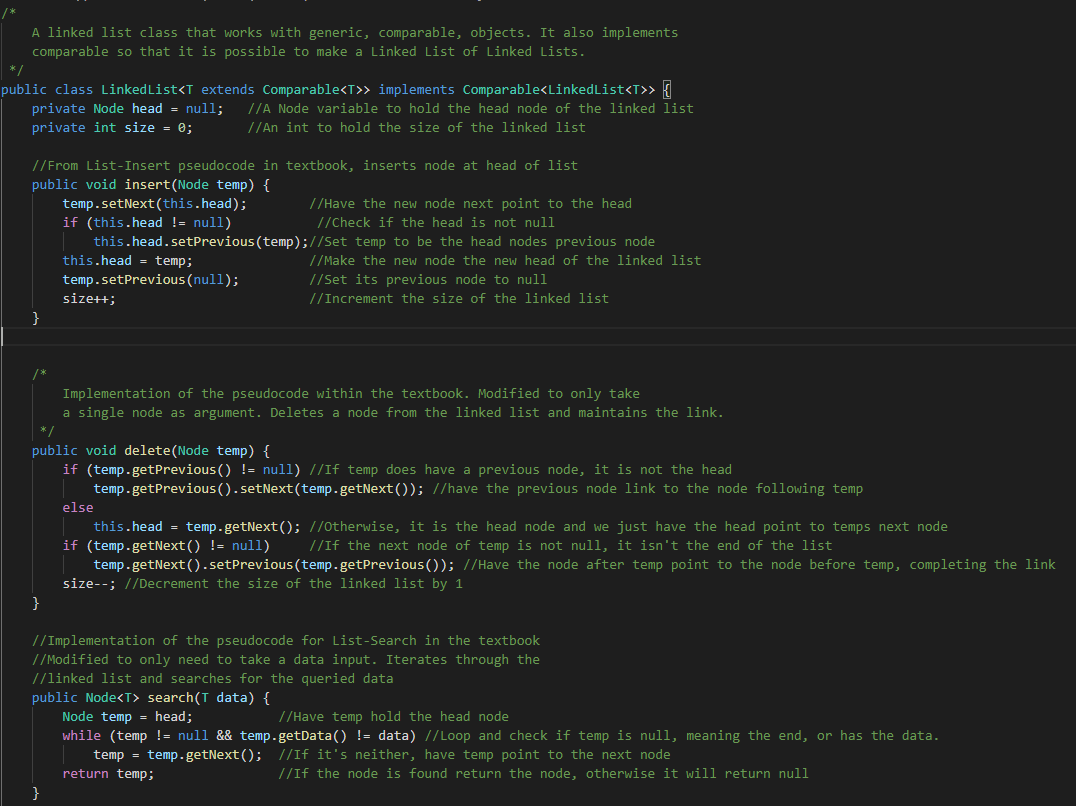 /*
    A linked list class that works with generic, comparable, objects. It also implements
    comparable so that it is possible to make a Linked List of Linked Lists.
 */
public class LinkedList<T extends Comparable<T>> implements Comparable<LinkedList<T>> {
    private Node head = null;   //A Node variable to hold the head node of the linked list
    private int size = 0;       //An int to hold the size of the linked list

    //From List-Insert pseudocode in textbook, inserts node at head of list
    public void insert(Node temp) {
        temp.setNext(this.head);        //Have the new node next point to the head
        if (this.head != null)           //Check if the head is not null
            this.head.setPrevious(temp);//Set temp to be the head nodes previous node
        this.head = temp;               //Make the new node the new head of the linked list
        temp.setPrevious(null);         //Set its previous node to null
        size++;                         //Increment the size of the linked list
    }

    /*
        Implementation of the pseudocode within the textbook. Modified to only take
        a single node as argument. Deletes a node from the linked list and maintains the link.
     */
    public void delete(Node temp) {
        if (temp.getPrevious() != null) //If temp does have a previous node, it is not the head
            temp.getPrevious().setNext(temp.getNext()); //have the previous node link to the node following temp
        else
            this.head = temp.getNext(); //Otherwise, it is the head node and we just have the head point to temps next node
        if (temp.getNext() != null)     //If the next node of temp is not null, it isn't the end of the list
            temp.getNext().setPrevious(temp.getPrevious()); //Have the node after temp point to the node before temp, completing the link
        size--; //Decrement the size of the linked list by 1
    }

    //Implementation of the pseudocode for List-Search in the textbook
    //Modified to only need to take a data input. Iterates through the
    //linked list and searches for the queried data
    public Node<T> search(T data) {
        Node temp = head;           //Have temp hold the head node
        while (temp != null && temp.getData() != data) //Loop and check if temp is null, meaning the end, or has the data.
            temp = temp.getNext();  //If it's neither, have temp point to the next node
        return temp;                //If the node is found return the node, otherwise it will return null
    }